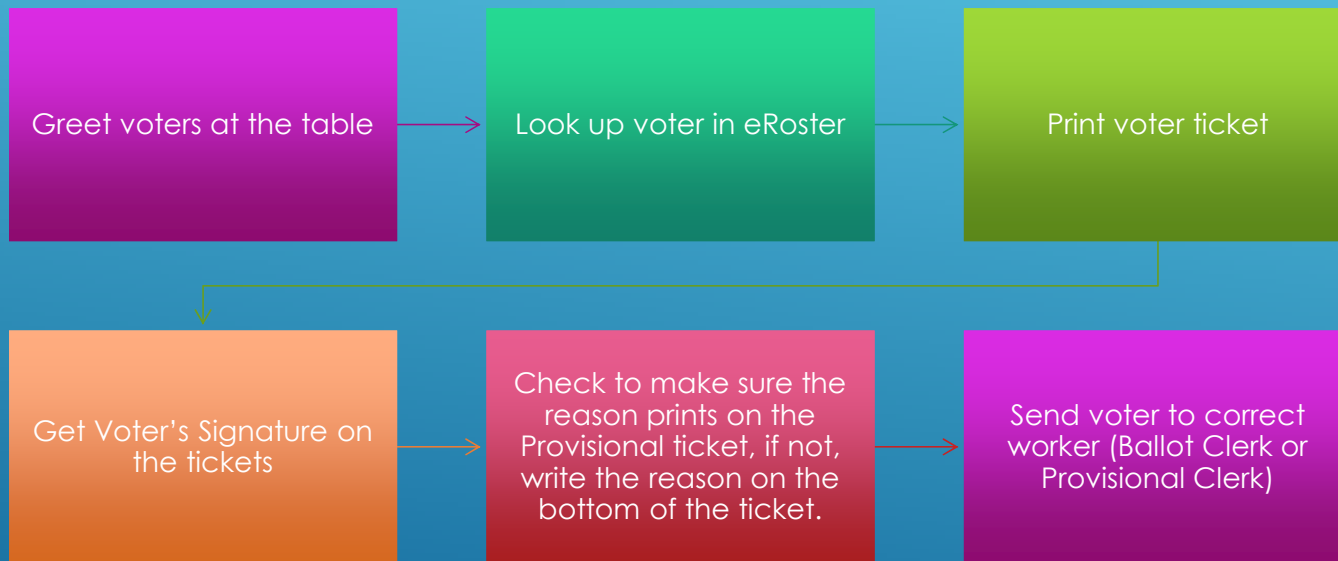 Greet voters at the table
Look up voter in eRoster
Print voter ticket
Get Voter's Signature on
the tickets
Check to make sure the
reason prints on the
Provisional ticket, if not,
write the reason on the
bottom of the ticket.
Send voter to correct
worker (Ballot Clerk or
Provisional Clerk)